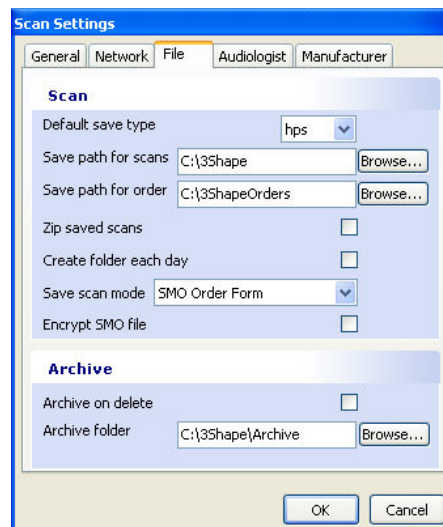 Scan Settings
General Network File Audiologist Manufacturer
Scan
Default save type hps
Save path for scans C:\3Shape Browse...
Save path for order C:\3ShapeOrders Browse...
Zip saved scans
Create folder each day
Save scan mode SMO Order Form
Encrypt SMO file
Archive
Archive on delete
Archive folder C:\3Shape\Archive Browse...
OK Cancel